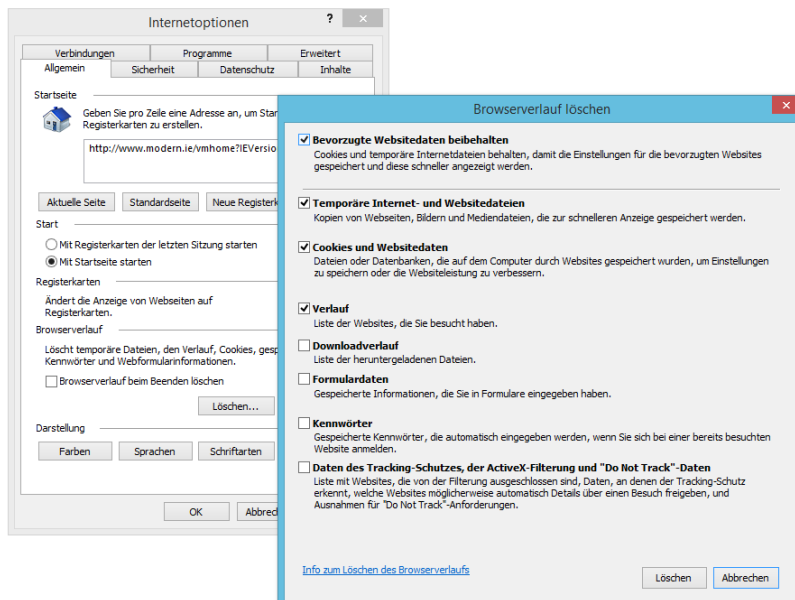 Internetoptionen
?
Verbindungen Programme Erweitert
Allgemein Sicherheit Datenschutz Inhalte
Startseite
Geben Sie pro Zeile eine Adresse an, um Star
Registerkarten zu erstellen.
http://www.modern.ie/vmhome?IEVersio
Aktuelle Seite Standardseite Neue Registerk
Start
Mit Registerkarten der letzten Sitzung starten
Mit Startseite starten
Registerkarten
Ändert die Anzeige von Webseiten auf
Registerkarten.
Browserverlauf
Löscht temporäre Dateien, den Verlauf, Cookies, gesp
Kennwörter und Webformularinformationen.
Browserverlauf beim Beenden löschen
Löschen...
Darstellung
Farben Sprachen Schriftarten
OK Abbrec
Browserverlauf löschen
Bevorzugte Websitedaten beibehalten
Cookies und temporäre Internetdateien behalten, damit die Einstellungen für die bevorzugten Websites
gespeichert und diese schneller angezeigt werden.
Temporäre Internet- und Websitedateien
Kopien von Webseiten, Bildern und Mediendateien, die zur schnelleren Anzeige gespeichert werden.
Cookies und Websitedaten
Dateien oder Datenbanken, die auf dem Computer durch Websites gespeichert wurden, um Einstellungen
zu speichern oder die Websiteleistung zu verbessern.
Verlauf
Liste der Websites, die Sie besucht haben.
Downloadverlauf
Liste der heruntergeladenen Dateien.
Formulardaten
Gespeicherte Informationen, die Sie in Formulare eingegeben haben.
Kennwörter
Gespeicherte Kennwörter, die automatisch eingegeben werden, wenn Sie sich bei einer bereits besuchten
Website anmelden.
Daten des Tracking-Schutzes, der ActiveX-Filterung und "Do Not Track"-Daten
Liste mit Websites, die von der Filterung ausgeschlossen sind, Daten, an denen der Tracking-Schutz
erkennt, welche Websites möglicherweise automatisch Details über einen Besuch freigeben, und
Ausnahmen für "Do Not Track"-Anforderungen.
Info zum Löschen des Browserverlaufs
Löschen Abbrechen